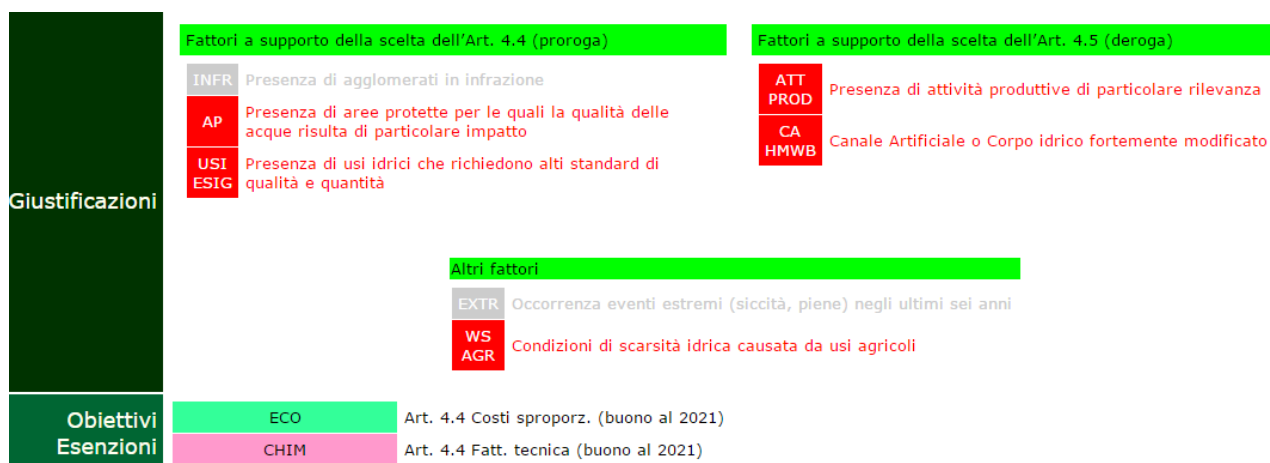 Fattori a supporto della scelta dell'Art. 4.4 (proroga)
INFR Presenza di agglomerati in infrazione
AP Presenza di aree protette per le quali la qualità delle
acque risulta di particolare impatto
USI
ESIG
Presenza di usi idrici che richiedono alti standard di
qualità e quantità
Fattori a supporto della scelta dell'Art. 4.5 (deroga)
ATT
PROD
Presenza di attività produttive di particolare rilevanza
CA
HMWB
Canale Artificiale o Corpo idrico fortemente modificato
Giustificazioni
Altri fattori
EXTR Occorrenza eventi estremi (siccità, piene) negli ultimi sei anni
WS
AGR
Condizioni di scarsità idrica causata da usi agricoli
Obiettivi
Esenzioni
ECO Art. 4.4 Costi sproporz. (buono al 2021)
CHIM Art. 4.4 Fatt. tecnica (buono al 2021)